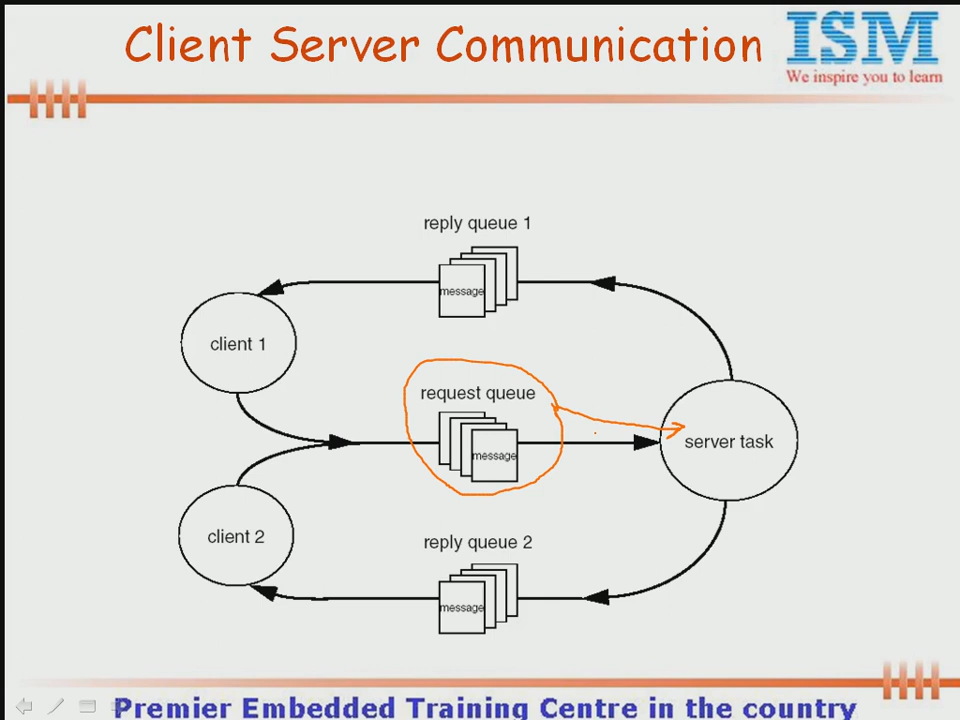 Client Server Communication
ISM
We inspire you to learn
reply queue 1
message
client 1
request queue
message
server task
client 2
reply queue 2
message
Premier Embedded Training Centre in the country